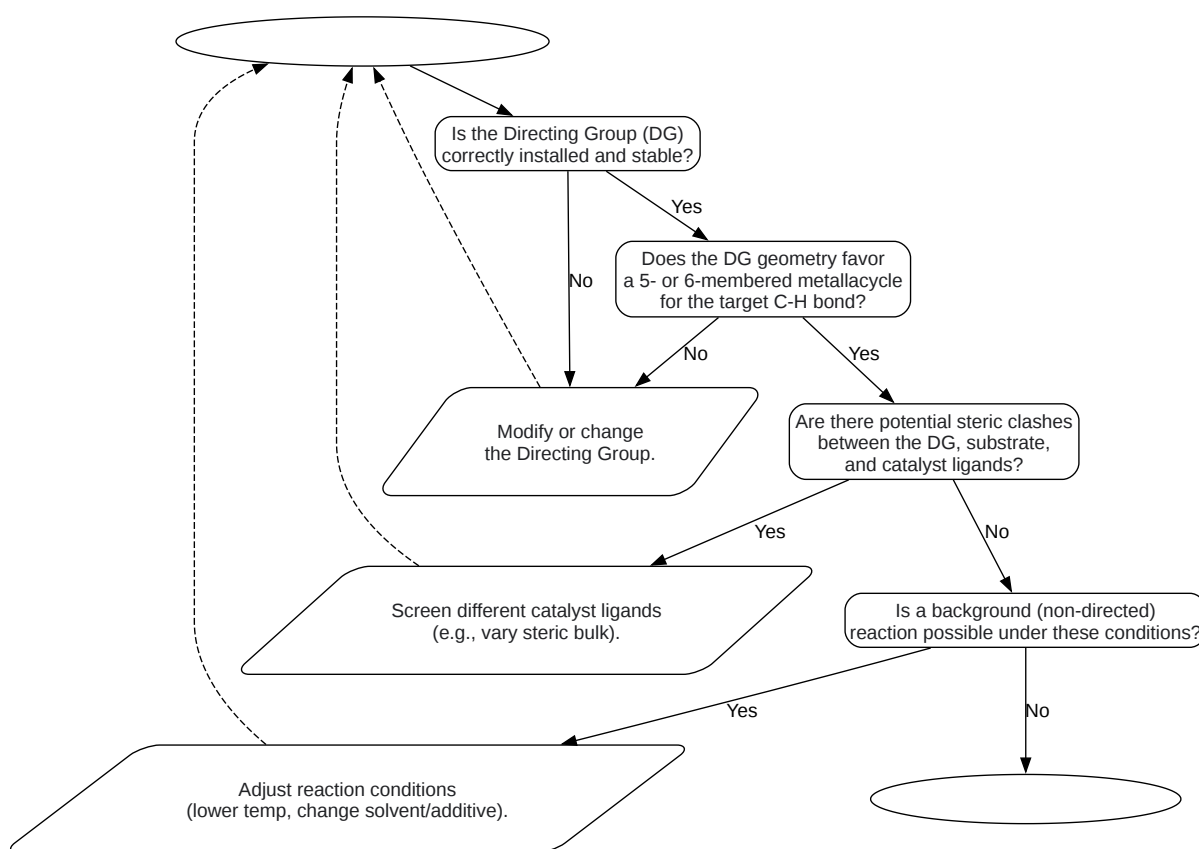 Is the Directing Group (DG)
correctly installed and stable?
Yes
No
Does the DG geometry favor
a 5- or 6-membered metallacycle
for the target C-H bond?
No
Yes
Modify or change
the Directing Group.
Are there potential steric clashes
between the DG, substrate,
and catalyst ligands?
Yes
No
Screen different catalyst ligands
(e.g., vary steric bulk).
Is a background (non-directed)
reaction possible under these conditions?
Yes
No
Adjust reaction conditions
(lower temp, change solvent/additive).